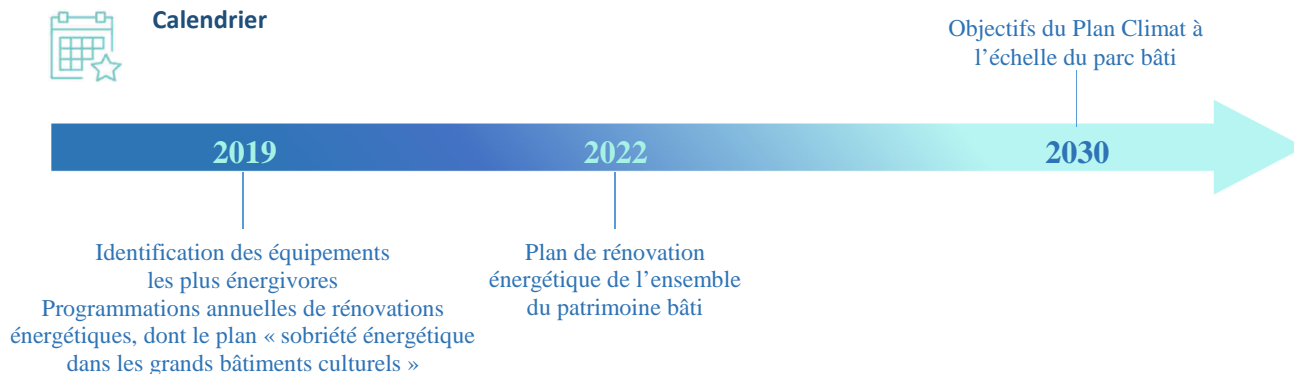 Calendrier
Objectifs du Plan Climat à
l’échelle du parc bâti
2019
2022
2030
Identification des équipements
les plus énergivores
Programmations annuelles de rénovations
énergétiques, dont le plan « sobriété énergétique
dans les grands bâtiments culturels »
Plan de rénovation
énergétique de l’ensemble
du patrimoine bâti